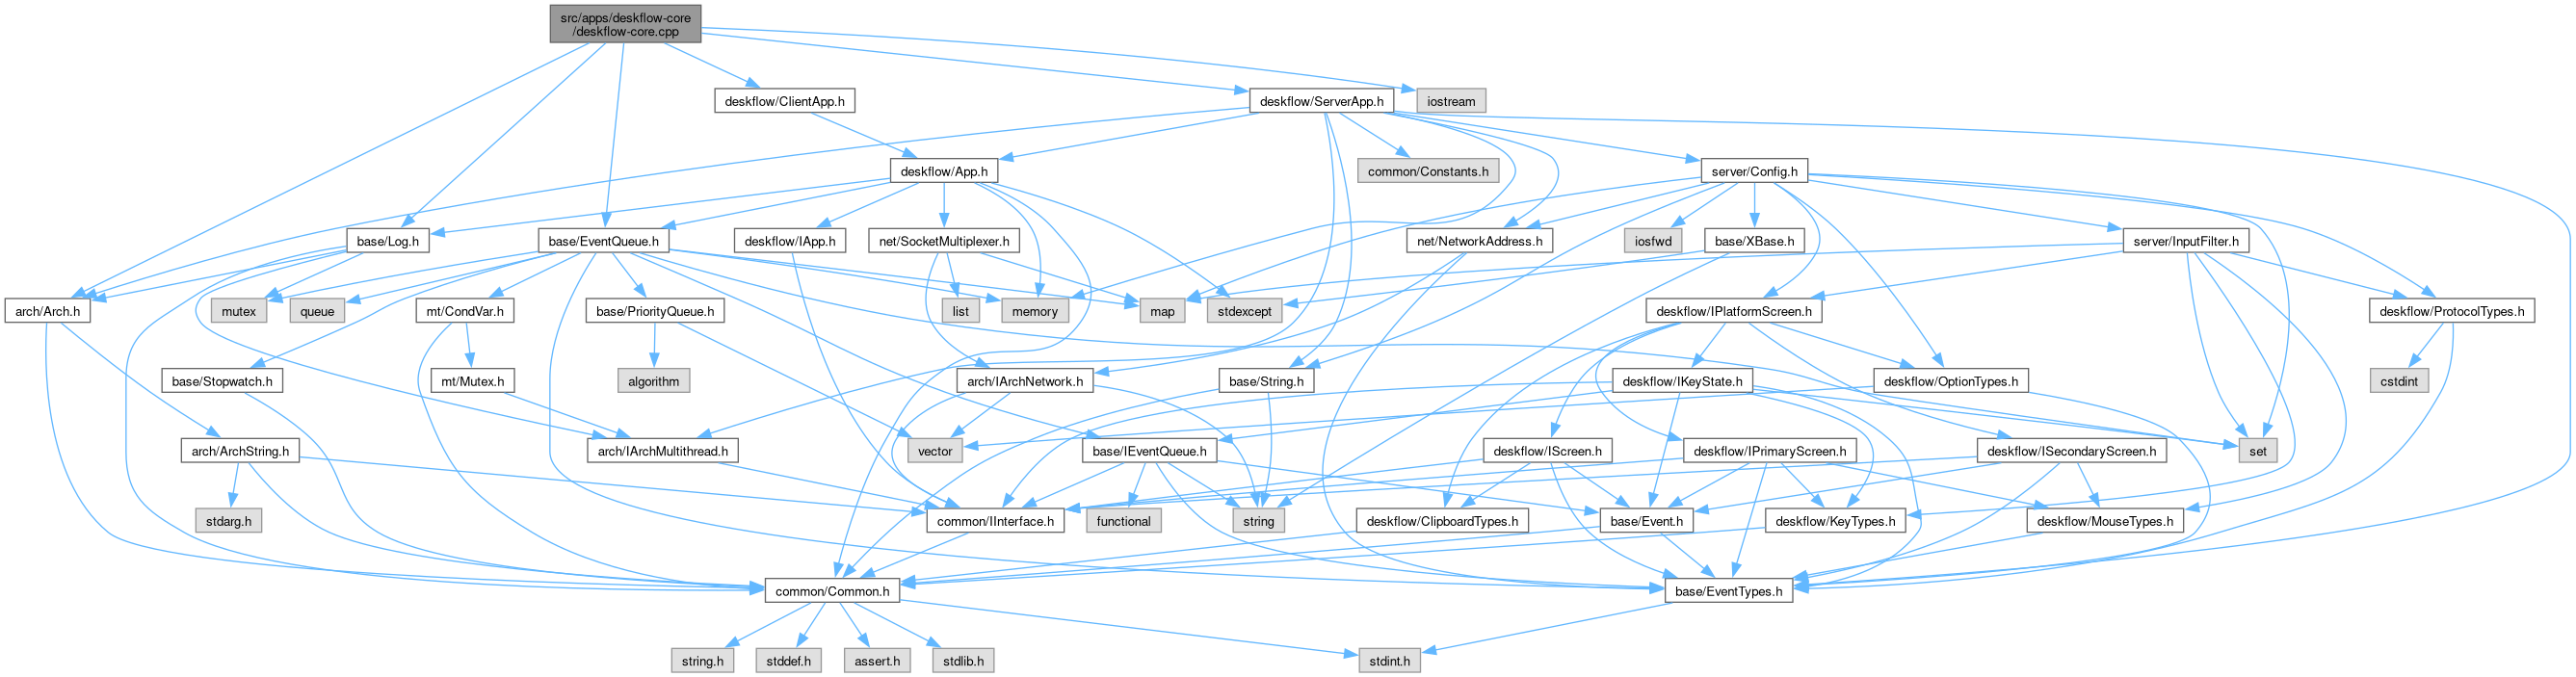 src/apps/deskflow-core
/deskflow-core.cpp
deskflow/ClientApp.h
deskflow/ServerApp.h
iostream
deskflow/App.h
common/Constants.h
server/Config.h
base/Log.h
base/EventQueue.h
deskflow/IApp.h
net/SocketMultiplexer.h
net/NetworkAddress.h
iosfwd
base/XBase.h
server/InputFilter.h
arch/Arch.h
mutex
queue
mt/CondVar.h
base/PriorityQueue.h
list
memory
map
stdexcept
deskflow/IPlatformScreen.h
deskflow/ProtocolTypes.h
base/Stopwatch.h
mt/Mutex.h
algorithm
arch/IArchNetwork.h
base/String.h
deskflow/IKeyState.h
deskflow/OptionTypes.h
cstdint
arch/ArchString.h
arch/IArchMultithread.h
vector
base/IEventQueue.h
deskflow/IScreen.h
deskflow/IPrimaryScreen.h
deskflow/ISecondaryScreen.h
set
stdarg.h
common/IInterface.h
functional
string
deskflow/ClipboardTypes.h
base/Event.h
deskflow/KeyTypes.h
deskflow/MouseTypes.h
common/Common.h
base/EventTypes.h
string.h
stddef.h
assert.h
stdlib.h
stdint.h